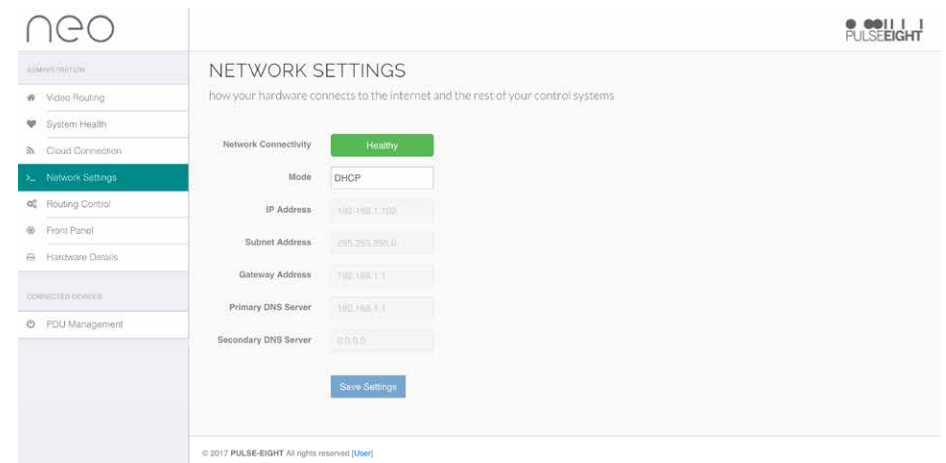 neo
PULSEEIGHT
ADMINISTRATION
Video Routing
System Health
Cloud Connection
Network Settings
Routing Control
Front Panel
Hardware Details
CONNECTED DEVICES
PDU Management
NETWORK SETTINGS
how your hardware connects to the internet and the rest of your control systems
Network Connectivity Healthy
Mode DHCP
IP Address 192.168.1.102
Subnet Address 255.255.255.0
Gateway Address 192.168.1.1
Primary DNS Server 192.168.1.1
Secondary DNS Server 0.0.0.0
Save Settings
© 2017 PULSE-EIGHT All rights reserved [User]